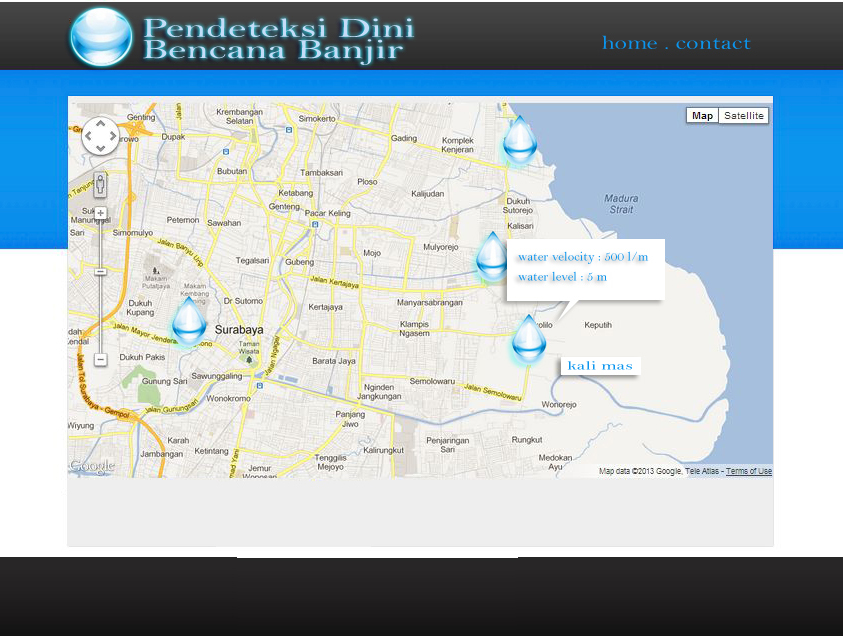 Pendeteksi Dini
Bencana Banjir
home . contact
Map
Satellite
Genting
Krembangan
Selatan
Simokerto
Dupak
Gading
Komplek
Kenjeran
Bubutan
Tambaksari
Ploso
Ketabang
Kalijudan
Dukuh
Sutorejo
Madura
Strait
Genteng
Pacar Keling
Petemon
Sawahan
Kalisari
Simomulyo
Jalan Banyu Urip
Mulyorejo
Mojo
Tegalsari
Gubeng
water velocity : 500 l/m
water level : 5 m
Makam
Putulayah
Makam
Kembang
Jalan Kertajaya
Dukuh
Kupang
Dr Sutomo
Kertajaya
Manyarsabrangan
Jalan Mayor
Surabaya
Klampis
Ngasem
Keputih
Taman
Wisata
Jalan Ngagel
Dukuh Pakis
Barata Jaya
kali mas
Gunung Sari
Sawunggaling
Semolowaru
Nginden
Jangkungan
Jalan Semolowaru
Jalan Tol Surabaya - Gempol
Wonokromo
Jalan Gunungsari
Wonorejo
Panjang
Jiwo
Wiyung
Karah
Penjaringan
Sari
Rungkut
Jambangan
Ketintang
Kalirungkut
Tenggilis
Mejoyo
Medokan
Ayu
Jemur
Wonosari
Google
Map data ©2013 Google, Tele Atlas - Terms of Use